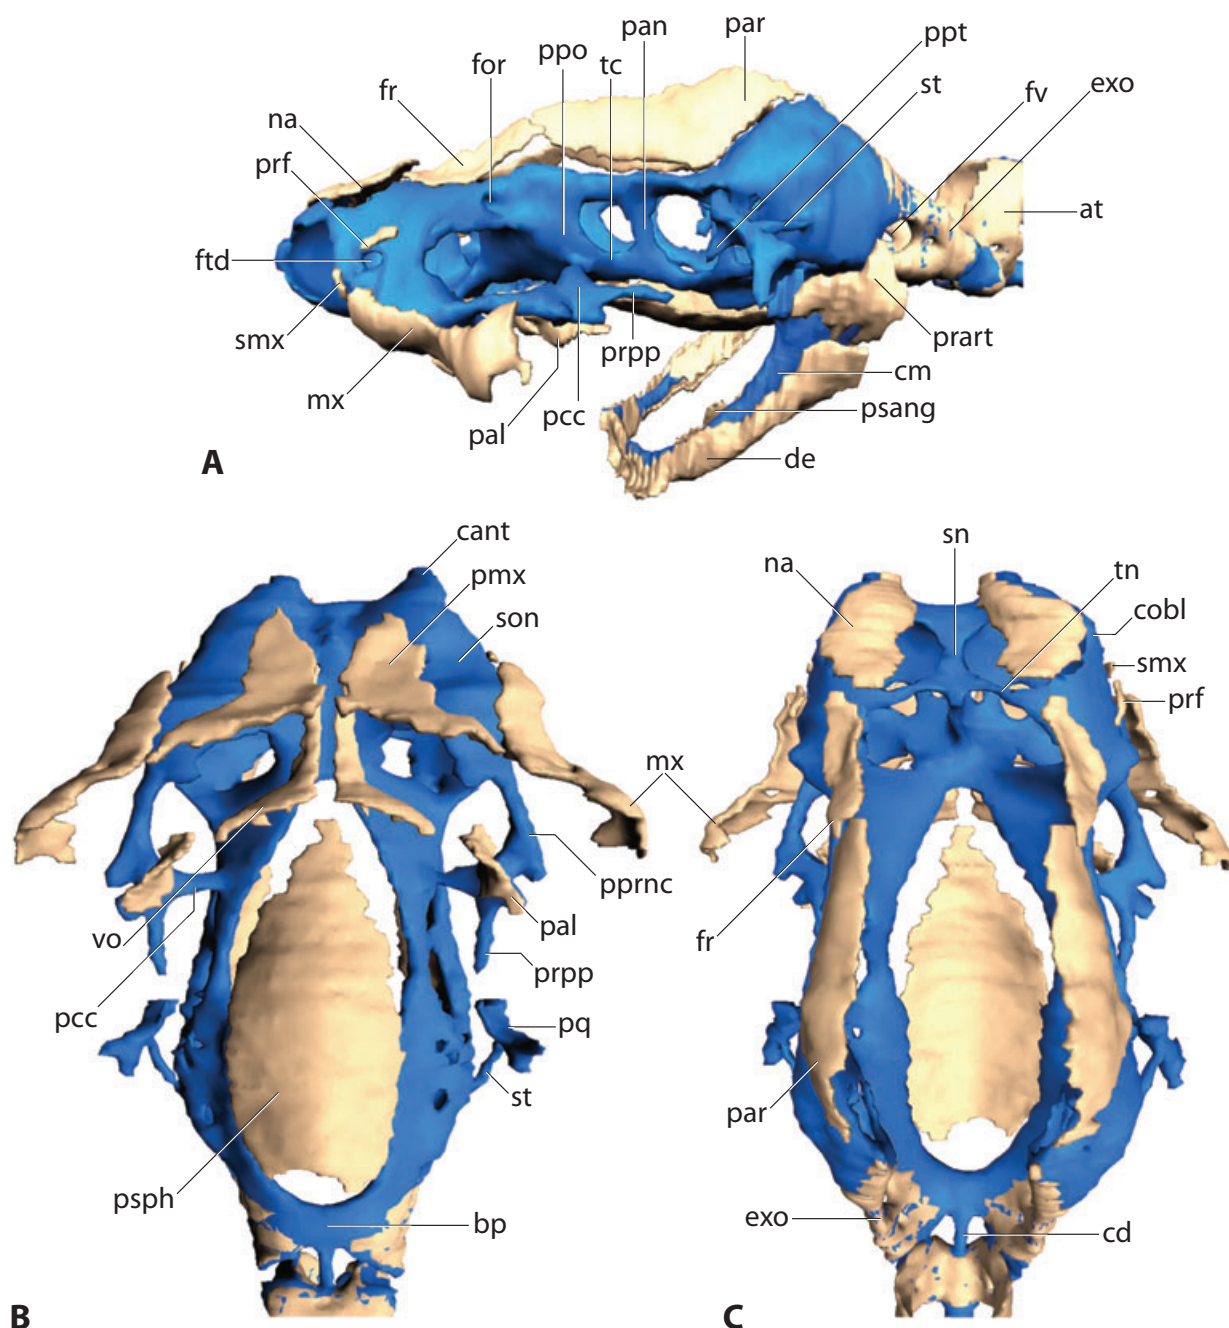 par
pan
ppt
ppo
tc
st
for
fv
exo
fr
na
prf
at
ftd
smx
prart
mx
prpp
cm
pal
pcc
psang
A
de
cant
pmx
son
mx
pprnc
vo
pal
prpp
pcc
pq
st
psph
bp
B
sn
na
tn
cobl
smx
prf
fr
par
exo
cd
C